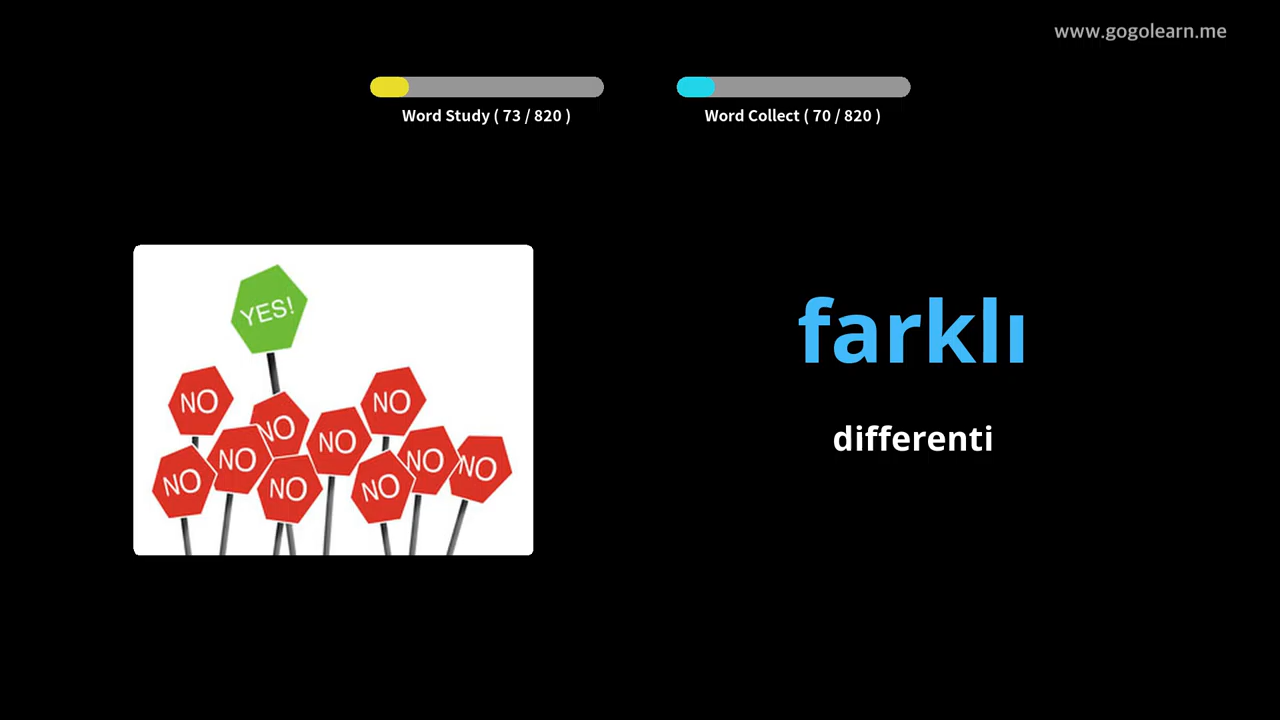 www.gogolearn.me
Word Study ( 73 / 820 )
Word Collect ( 70 / 820 )
YES!
NO
NO
NO
NO
NO
NO
NO
NO
NO
NO
farklı
differenti